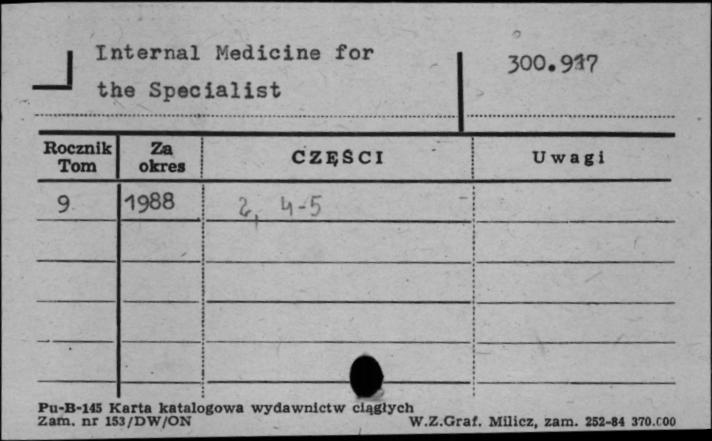 Internal Medicine for
300.917
the Specialist
Rocznik Tom Za okres CZĘŚCI Uwagi
9 1988 2, 4-5
Pu-B-145 Karta katalogowa wydawnictw ciągłych
Zam. nr 153/DW/ON W.Z.Graf. Milicz, zam. 252-84 370.000